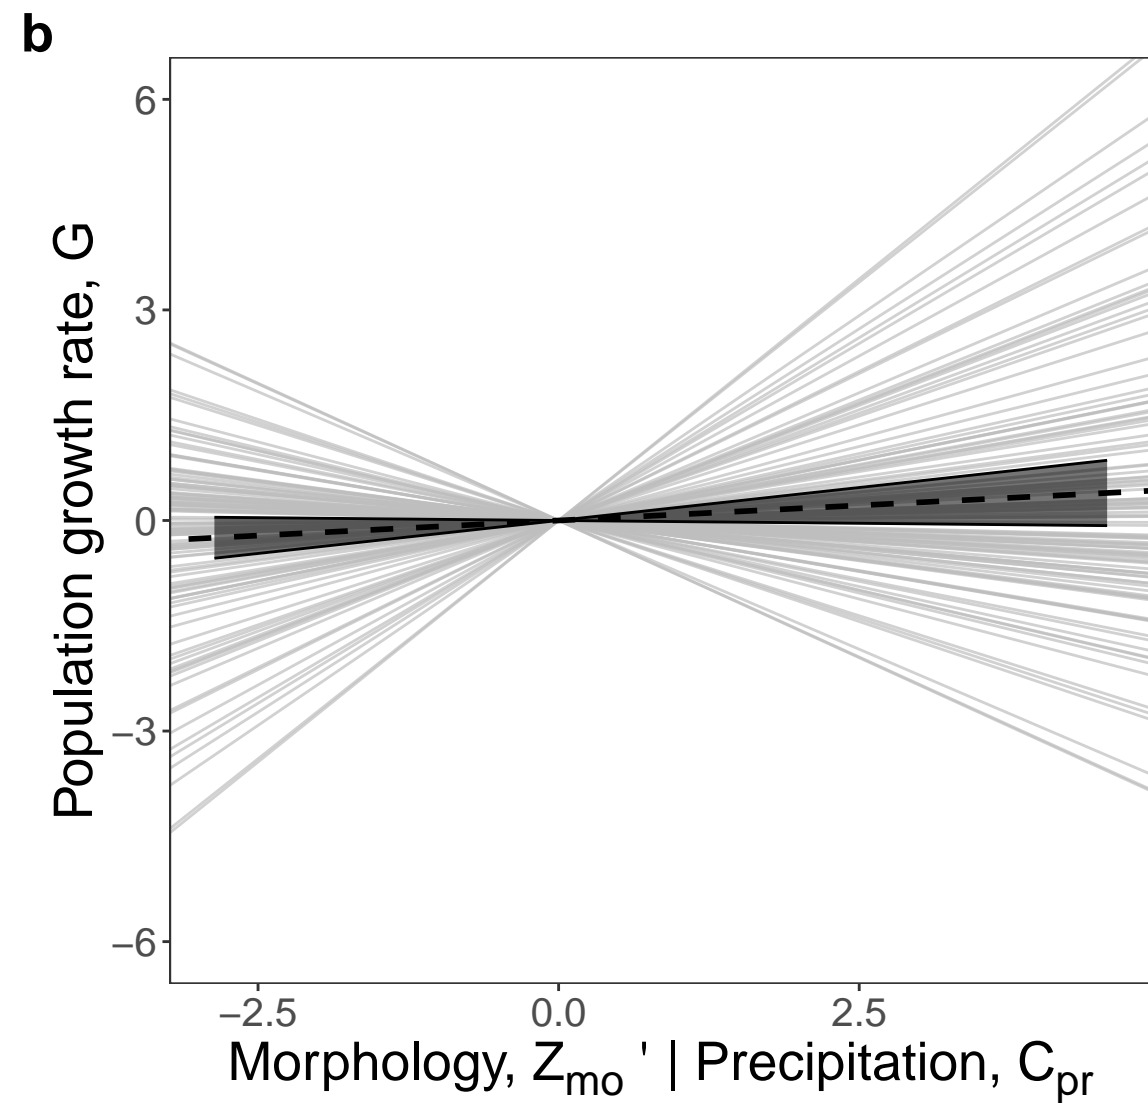 b
Population growth rate, G
6
3
0
−3
−6
−2.5 0.0 2.5
Morphology, Zmo ' | Precipitation, Cpr